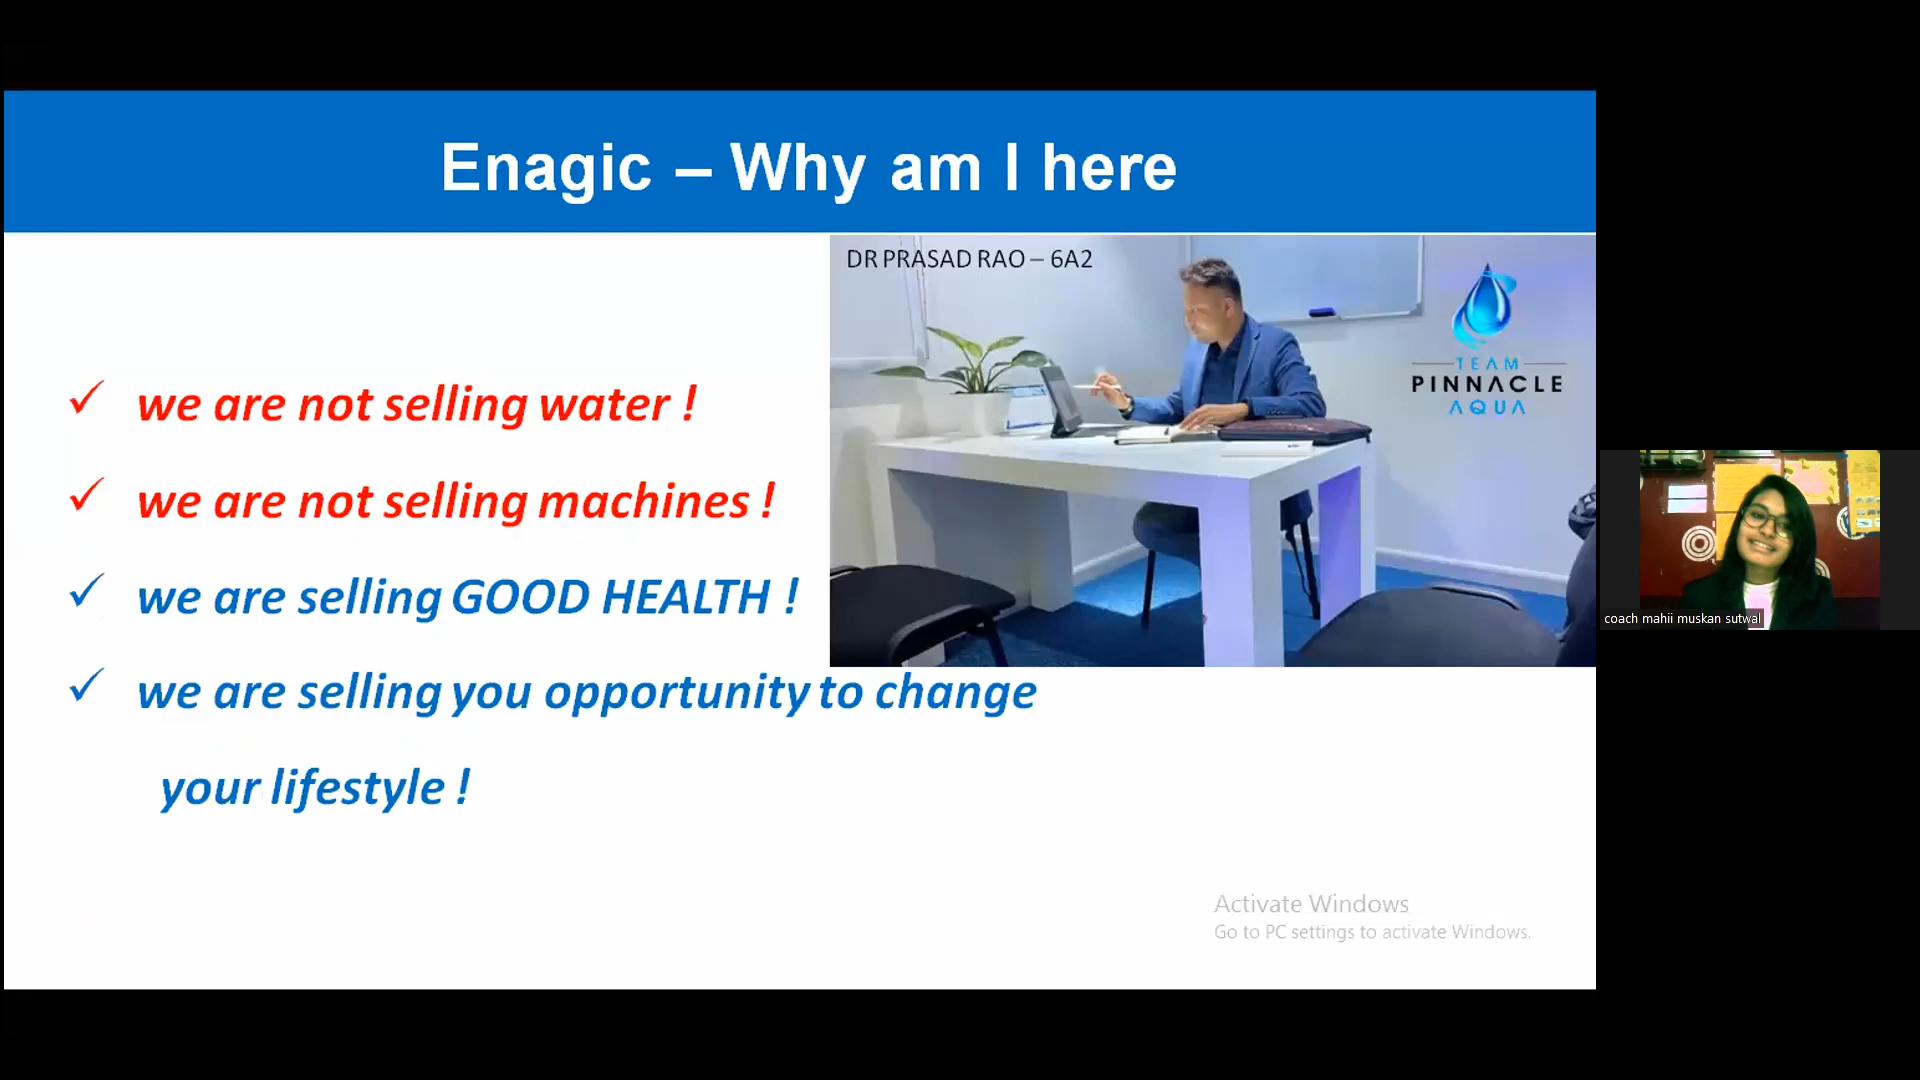 Enagic – Why am I here
DR PRASAD RAO – 6A2
TEAM
PINNACLE
AQUA
✓ we are not selling water !
✓ we are not selling machines !
✓ we are selling GOOD HEALTH !
✓ we are selling you opportunity to change
your lifestyle !
coach mahii muskan sutwal
Activate Windows
Go to PC settings to activate Windows.